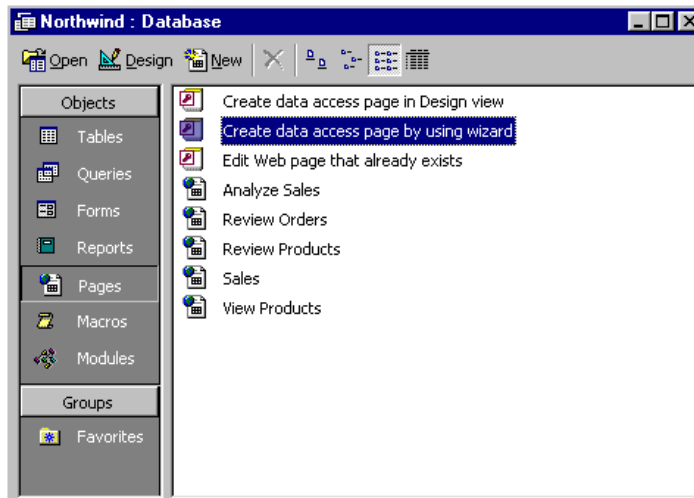 Northwind : Database
Open Design New
Objects
Tables
Queries
Forms
Reports
Pages
Macros
Modules
Groups
Favorites
Create data access page in Design view
Create data access page by using wizard
Edit Web page that already exists
Analyze Sales
Review Orders
Review Products
Sales
View Products